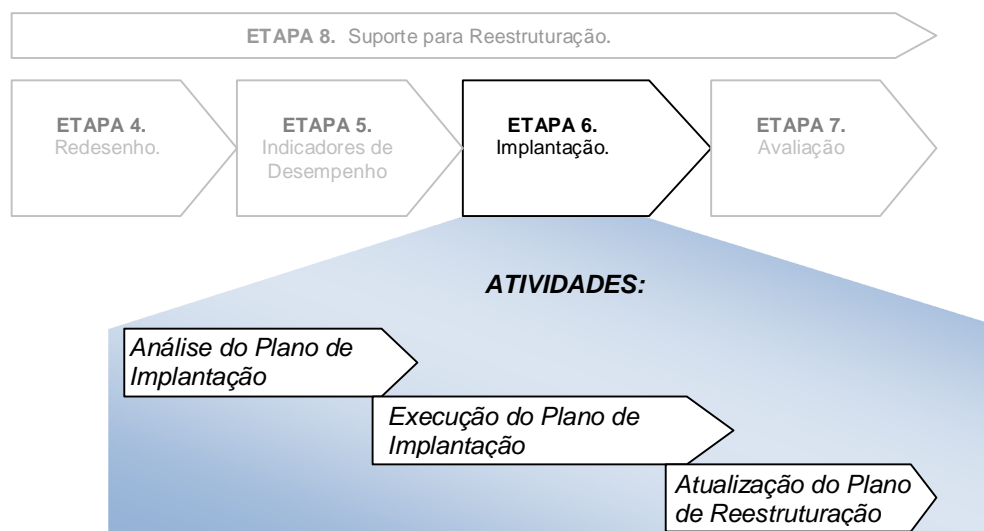 ETAPA 8. Suporte para Reestruturação.
ETAPA 4.
Redesenho.
ETAPA 5.
Indicadores de
Desempenho
ETAPA 6.
Implantação.
ETAPA 7.
Avaliação
ATIVIDADES:
Análise do Plano de
Implantação
Execução do Plano de
Implantação
Atualização do Plano
de Reestruturação